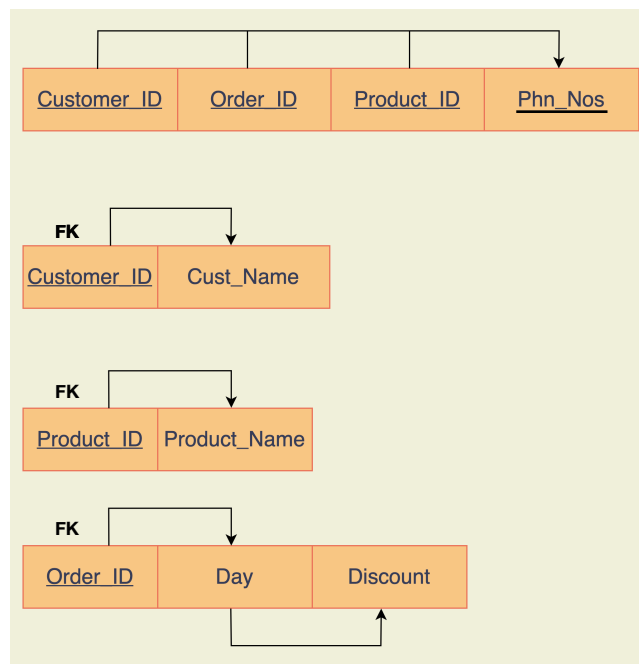 Customer_ID Order_ID Product_ID Phn_Nos
FK
Customer_ID Cust_Name
FK
Product_ID Product_Name
FK
Order_ID Day Discount